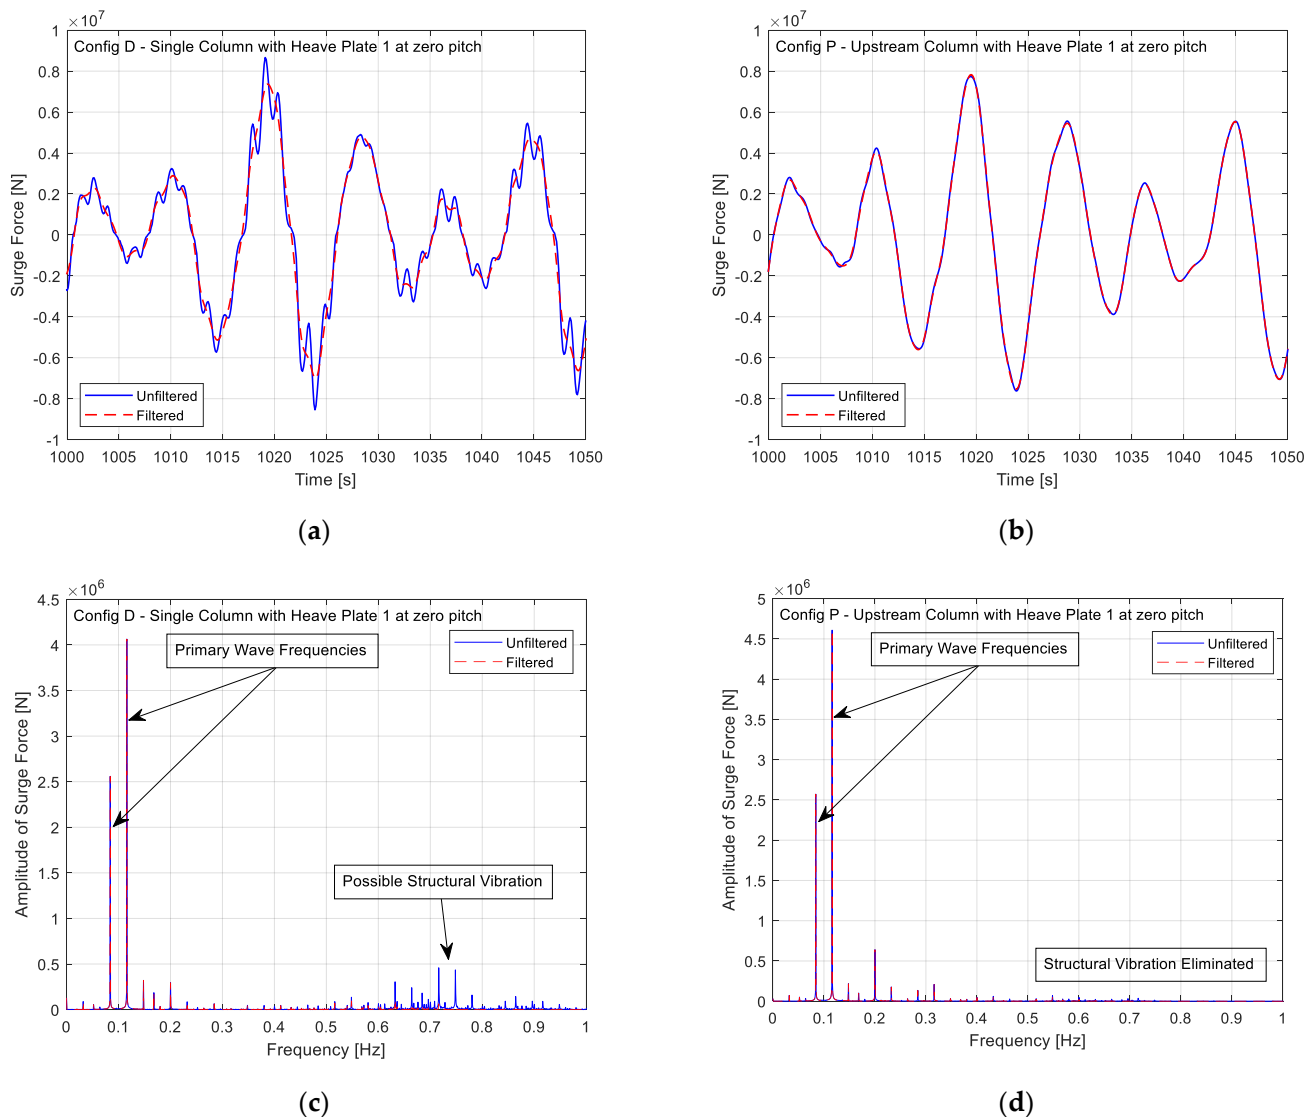 ×10^7
Config D - Single Column with Heave Plate 1 at zero pitch
1
0.8
0.6
0.4
0.2
0
-0.2
-0.4
-0.6
-0.8
-1
Surge Force [N]
Unfiltered
Filtered
1000 1005 1010 1015 1020 1025 1030 1035 1040 1045 1050
Time [s]
(a)
×10^7
Config P - Upstream Column with Heave Plate 1 at zero pitch
1
0.8
0.6
0.4
0.2
0
-0.2
-0.4
-0.6
-0.8
-1
Surge Force [N]
Unfiltered
Filtered
1000 1005 1010 1015 1020 1025 1030 1035 1040 1045 1050
Time [s]
(b)
×10^6
Config D - Single Column with Heave Plate 1 at zero pitch
4.5
4
3.5
3
2.5
2
1.5
1
0.5
0
Amplitude of Surge Force [N]
Primary Wave Frequencies
Unfiltered
Filtered
Possible Structural Vibration
0 0.1 0.2 0.3 0.4 0.5 0.6 0.7 0.8 0.9 1
Frequency [Hz]
(c)
×10^6
Config P - Upstream Column with Heave Plate 1 at zero pitch
5
4.5
4
3.5
3
2.5
2
1.5
1
0.5
0
Amplitude of Surge Force [N]
Primary Wave Frequencies
Unfiltered
Filtered
Structural Vibration Eliminated
0 0.1 0.2 0.3 0.4 0.5 0.6 0.7 0.8 0.9 1
Frequency [Hz]
(d)